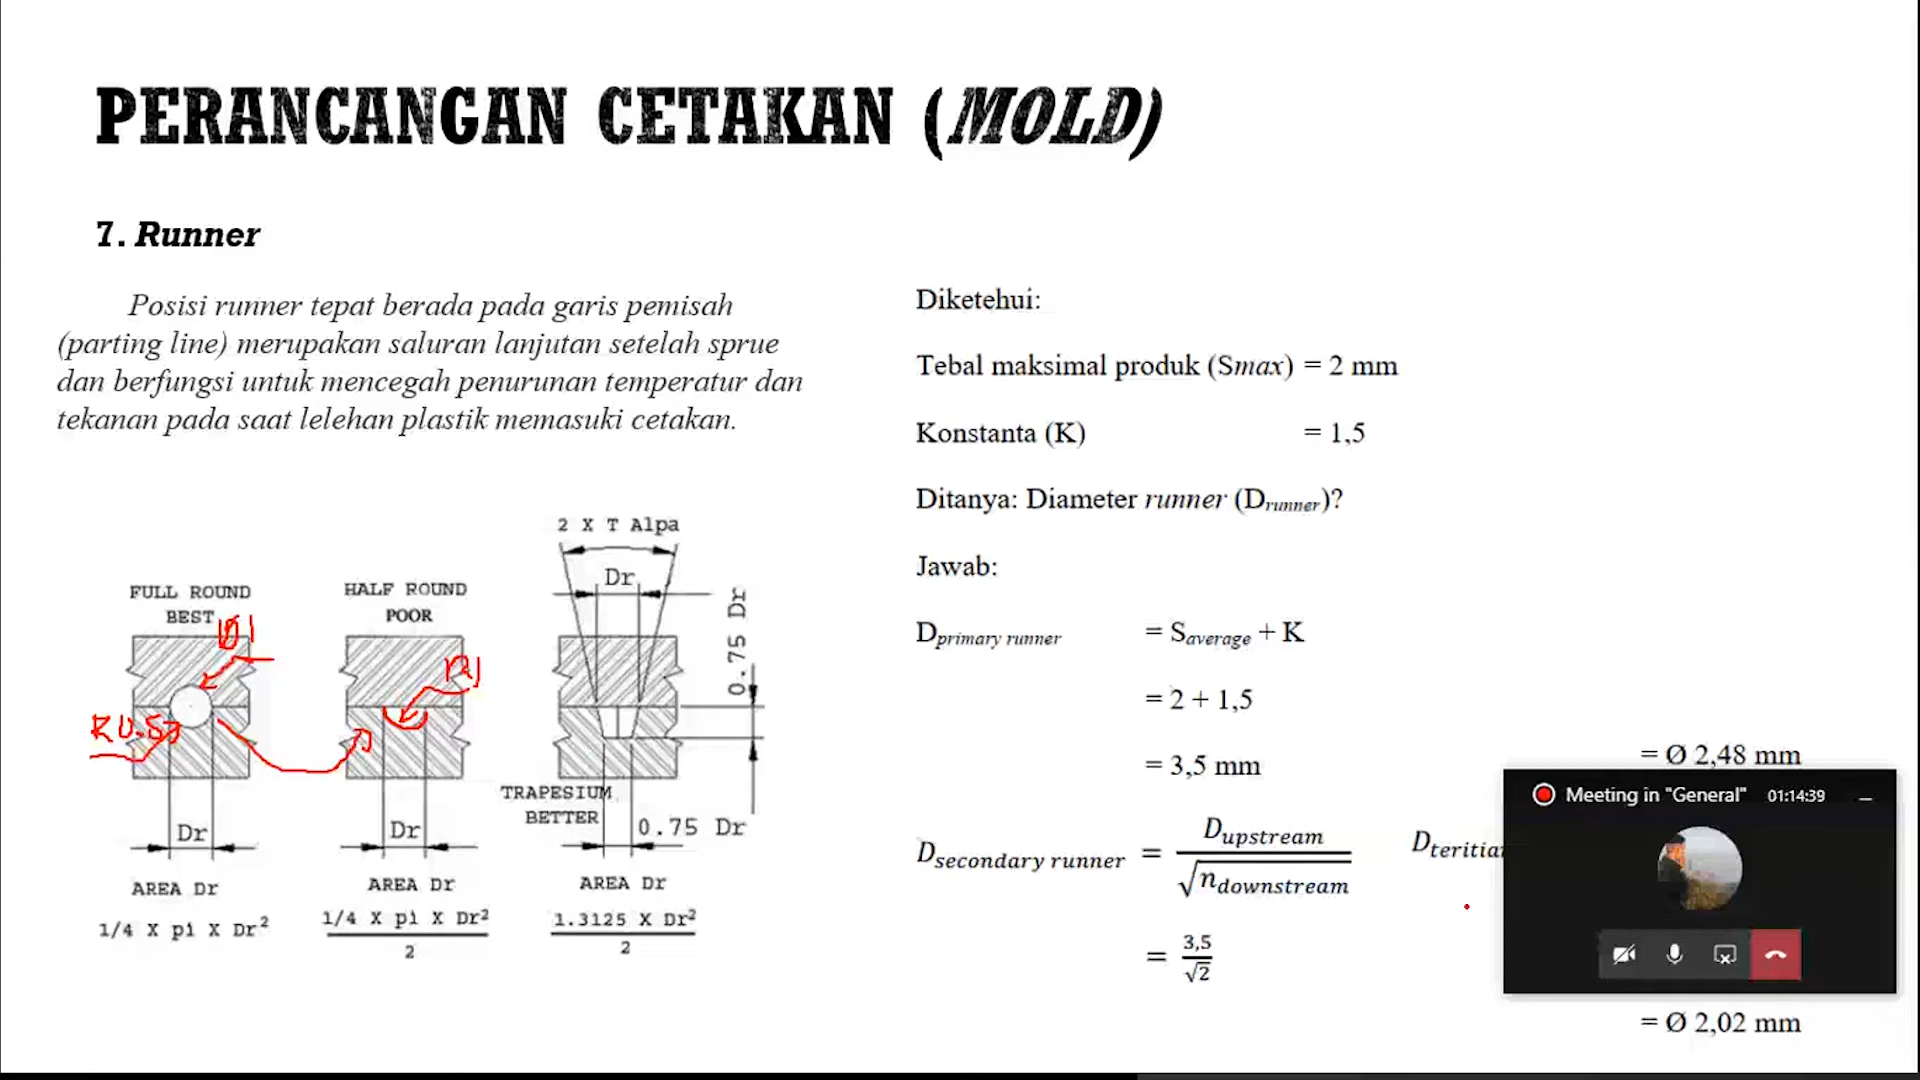 PERANCANGAN CETAKAN (MOLD)
7. Runner
Posisi runner tepat berada pada garis pemisah
(parting line) merupakan saluran lanjutan setelah sprue
dan berfungsi untuk mencegah penurunan temperatur dan
tekanan pada saat lelehan plastik memasuki cetakan.
FULL ROUND
BEST
Ø1
R0.5
Dr
AREA Dr
1/4 X pi X Dr²
HALF ROUND
POOR
Dr
AREA Dr
1/4 X pi X Dr²
2
2 X T Alpa
Dr
0.75 Dr
TRAPESIUM
BETTER
0.75 Dr
AREA Dr
1.3125 X Dr²
2
Diketehui:
Tebal maksimal produk (Smax) = 2 mm
Konstanta (K) = 1,5
Ditanya: Diameter runner (Drunner)?
Jawab:
Dprimary runner = Saverage + K
= 2 + 1,5
= 3,5 mm
Dsecondary runner = Dupstream / √ndownstream
= 3,5 / √2
= Ø 2,48 mm
= Ø 2,02 mm
Meeting in "General" 01:14:39